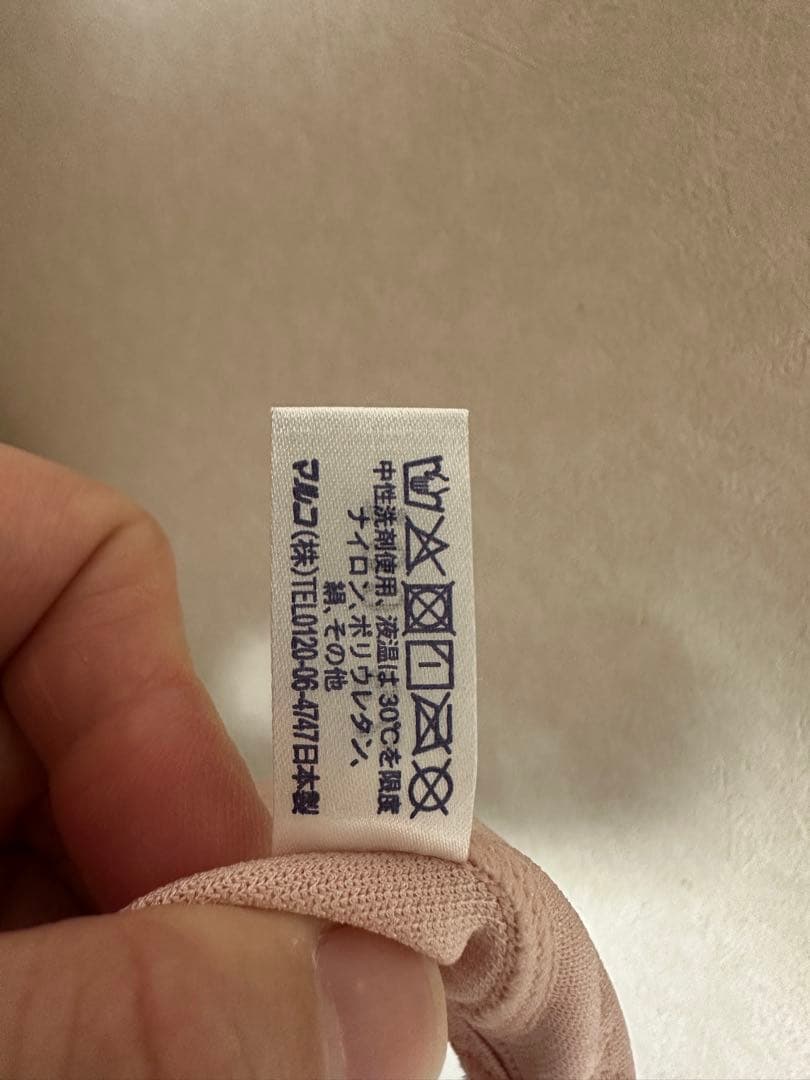 中性洗剤使用、液温は30℃を限度
ナイロン、ポリウレタン、
絹、その他
マルコ(株)TEL0120-06-4747日本製